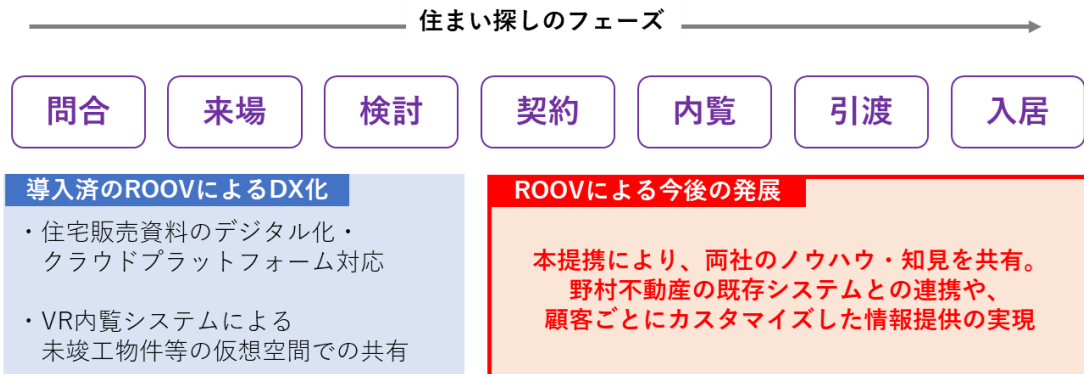 住まい探しのフェーズ
問合
来場
検討
契約
内覧
引渡
入居
導入済のROOVによるDX化
・住宅販売資料のデジタル化・
クラウドプラットフォーム対応
・VR内覧システムによる
未竣工物件等の仮想空間での共有
ROOVによる今後の発展
本提携により、両社のノウハウ・知見を共有。
野村不動産の既存システムとの連携や、
顧客ごとにカスタマイズした情報提供の実現